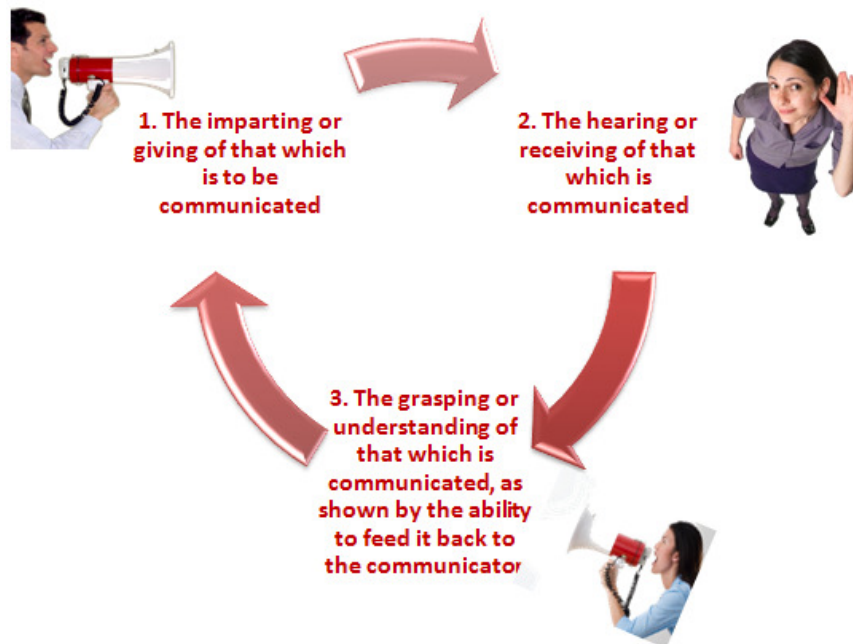 1. The imparting or
giving of that which
is to be
communicated
2. The hearing or
receiving of that
which is
communicated
3. The grasping or
understanding of
that which is
communicated, as
shown by the ability
to feed it back to
the communicator